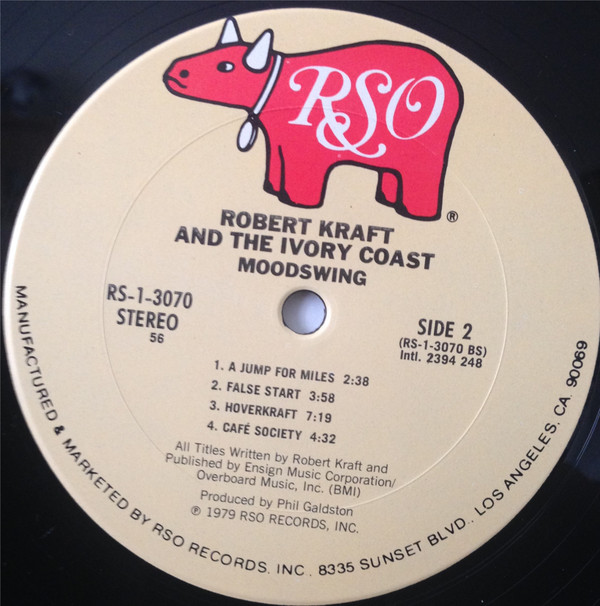 RSO
®
ROBERT KRAFT
AND THE IVORY COAST
MOODSWING
RS-1-3070
STEREO
56
SIDE 2
(RS-1-3070 BS)
Intl. 2394 248
1. A JUMP FOR MILES 2:38
2. FALSE START 3:58
3. HOVERKRAFT 7:19
4. CAFÉ SOCIETY 4:32
All Titles Written by Robert Kraft and
Published by Ensign Music Corporation/
Overboard Music, Inc. (BMI)
Produced by Phil Galdston
℗ 1979 RSO RECORDS, INC.
MANUFACTURED & MARKETED BY RSO RECORDS, INC., 8335 SUNSET BLVD., LOS ANGELES, CA. 90069